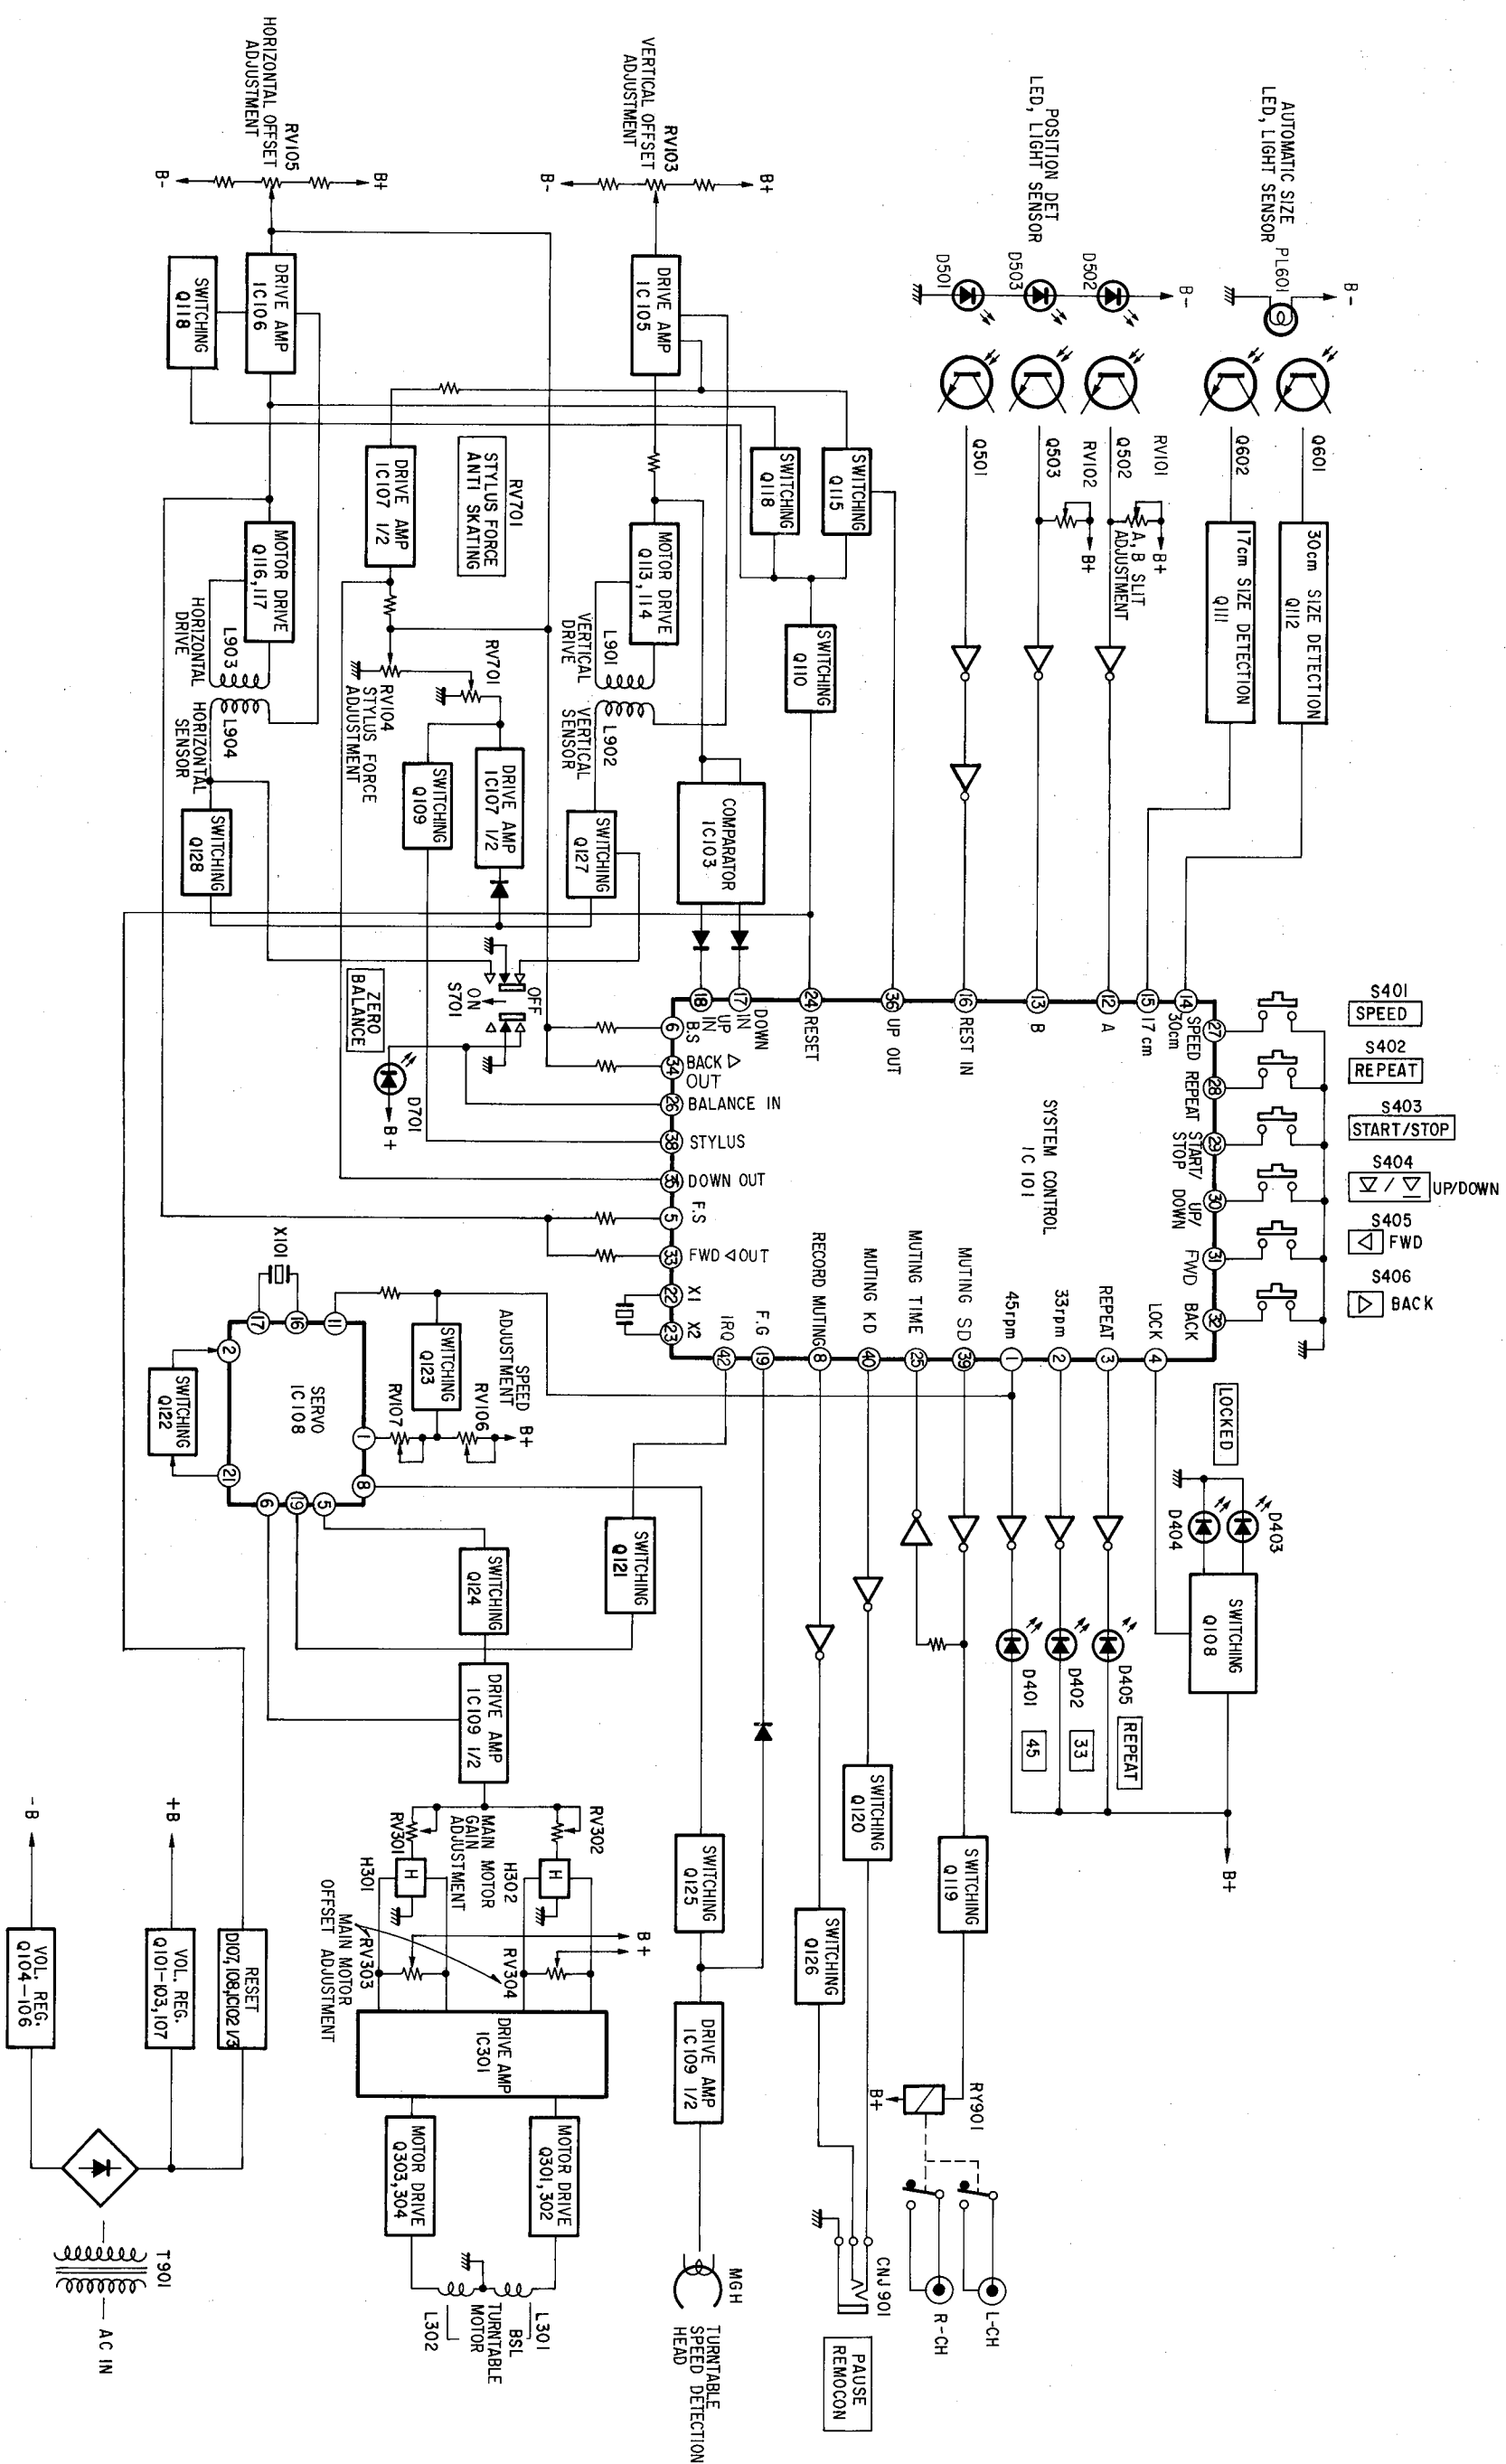 S401
SPEED
S402
REPEAT
S403
START/STOP
S404
/
UP/DOWN
S405
FWD
S406
BACK
AUTOMATIC SIZE
LED, LIGHT SENSOR
PL601
B-
Q601
Q602
30cm SIZE DETECTION
Q112
17cm SIZE DETECTION
Q111
POSITION DET
LED, LIGHT SENSOR
B-
D502
D503
D501
RV101
Q502
RV102
Q503
Q501
B+
A, B SLIT
ADJUSTMENT
B+
VERTICAL OFFSET
ADJUSTMENT
RV103
B+
B-
DRIVE AMP
IC105
SWITCHING
Q115
SWITCHING
Q118
SWITCHING
Q110
HORIZONTAL OFFSET
ADJUSTMENT
RV105
B+
B-
DRIVE AMP
IC106
SWITCHING
Q118
DRIVE AMP
IC107 1/2
RV701
STYLUS FORCE
ANTI SKATING
MOTOR DRIVE
Q113, 114
L901
VERTICAL
DRIVE
L902
VERTICAL
SENSOR
MOTOR DRIVE
Q116, 117
L903
HORIZONTAL
DRIVE
L904
HORIZONTAL
SENSOR
RV701
RV104
STYLUS FORCE
ADJUSTMENT
DRIVE AMP
IC107 1/2
SWITCHING
Q109
SWITCHING
Q127
SWITCHING
Q128
COMPARATOR
IC103
OFF
ON
S701
ZERO
BALANCE
D701
B+
SYSTEM CONTROL
IC101
14
30cm
15
17cm
12
A
13
B
16
REST IN
36
UP OUT
24
RESET
17
DOWN
IN
18
UP
IN
27
SPEED
28
REPEAT
29
START/
STOP
30
UP/
DOWN
31
FWD
32
BACK
6
B.S
34
BACK
OUT
26
BALANCE IN
38
STYLUS
35
DOWN OUT
5
F.S
33
FWD OUT
22
X1
23
X2
4
LOCK
3
REPEAT
2
33rpm
1
45rpm
39
MUTING SD
25
MUTING TIME
40
MUTING KD
8
RECORD MUTING
19
F.G
42
IRQ
LOCKED
D403
D404
SWITCHING
Q108
B+
D405
REPEAT
D402
33
D401
45
X101
17
16
11
2
SERVO
IC108
1
8
21
6
19
5
SWITCHING
Q122
SWITCHING
Q123
SPEED
ADJUSTMENT
RV107
RV106
B+
SWITCHING
Q121
SWITCHING
Q124
DRIVE AMP
IC109 1/2
SWITCHING
Q119
SWITCHING
Q120
SWITCHING
Q126
SWITCHING
Q125
DRIVE AMP
IC109 1/2
RV302
RV301
MAIN MOTOR
GAIN
ADJUSTMENT
H
H302
H
H301
B+
RV304
RV303
MAIN MOTOR
OFFSET ADJUSTMENT
DRIVE AMP
IC301
MOTOR DRIVE
Q301, 302
MOTOR DRIVE
Q303, 304
L301
BSL
TURNTABLE
MOTOR
L302
RY901
B+
L-CH
R-CH
CNJ901
PAUSE
REMOCON
MGH
TURNTABLE
SPEED DETECTION
HEAD
RESET
D107, 108, IC102 1/3
+B
VOL. REG.
Q101-103, 107
-B
VOL. REG.
Q104-106
T901
AC IN